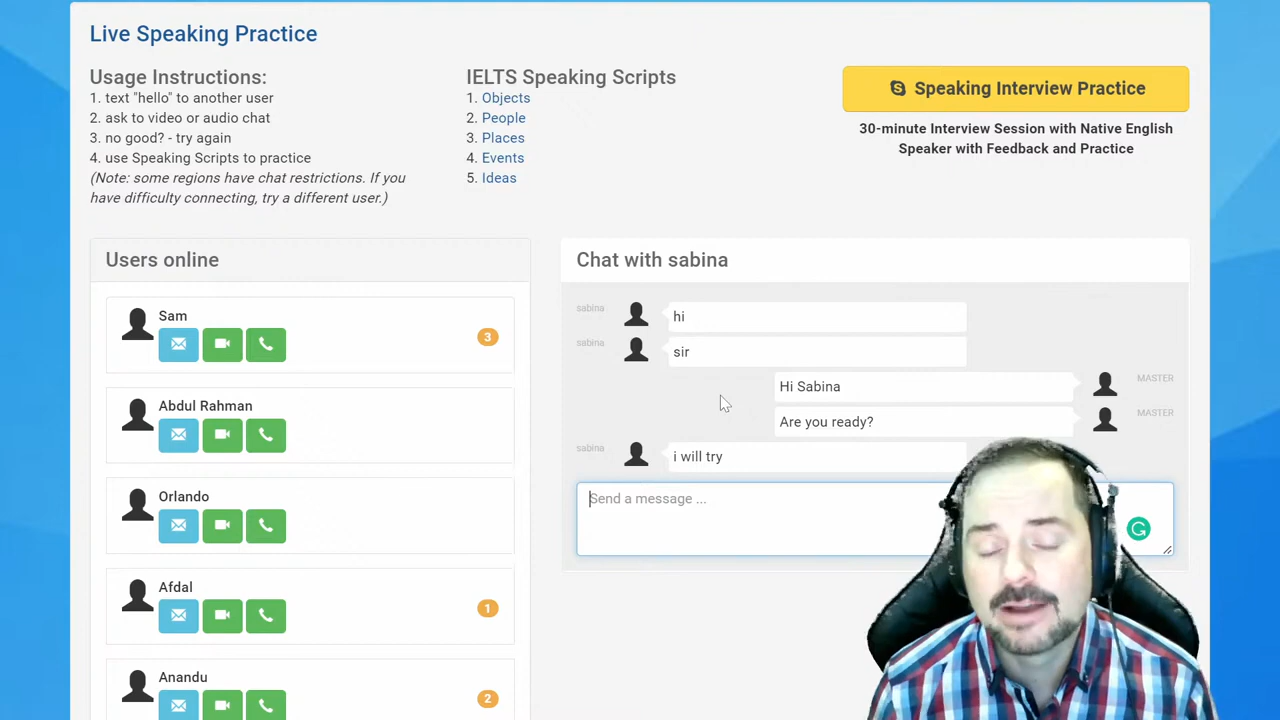 Live Speaking Practice
Usage Instructions:
1. text "hello" to another user
2. ask to video or audio chat
3. no good? - try again
4. use Speaking Scripts to practice
(Note: some regions have chat restrictions. If you
have difficulty connecting, try a different user.)
IELTS Speaking Scripts
1. Objects
2. People
3. Places
4. Events
5. Ideas
Speaking Interview Practice
30-minute Interview Session with Native English
Speaker with Feedback and Practice
Users online
Sam
3
Abdul Rahman
Orlando
Afdal
1
Anandu
2
Chat with sabina
sabina
hi
sabina
sir
Hi Sabina
MASTER
Are you ready?
MASTER
sabina
i will try
Send a message ...